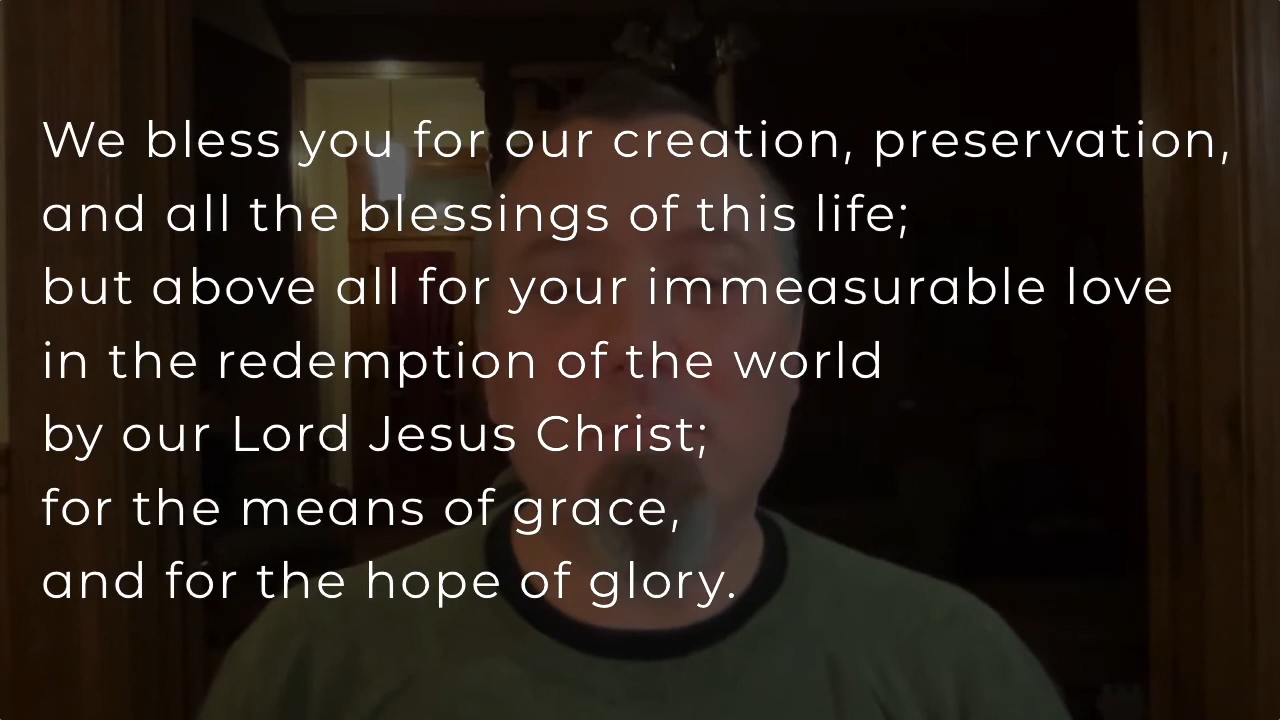 We bless you for our creation, preservation,
and all the blessings of this life;
but above all for your immeasurable love
in the redemption of the world
by our Lord Jesus Christ;
for the means of grace,
and for the hope of glory.